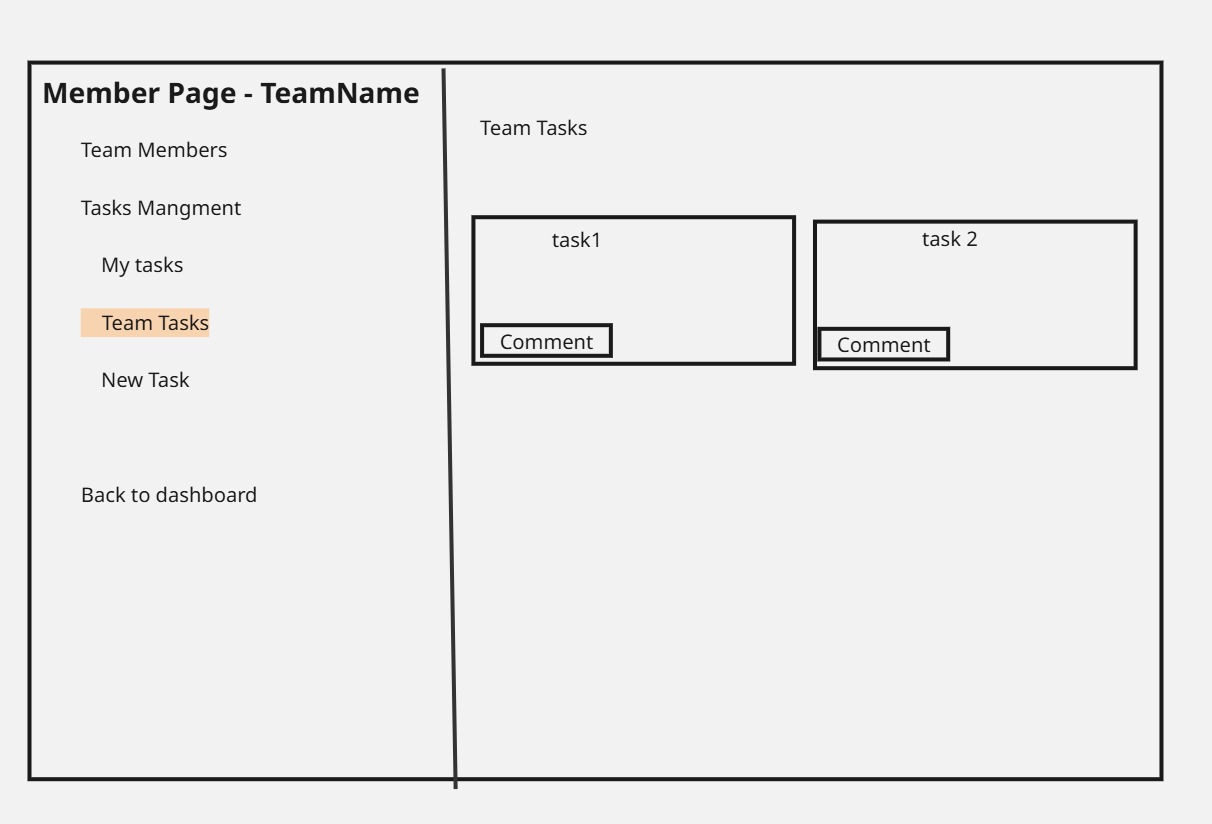 Member Page - TeamName
Team Members
Tasks Mangment
My tasks
Team Tasks
New Task
Back to dashboard
Team Tasks
task1
Comment
task 2
Comment